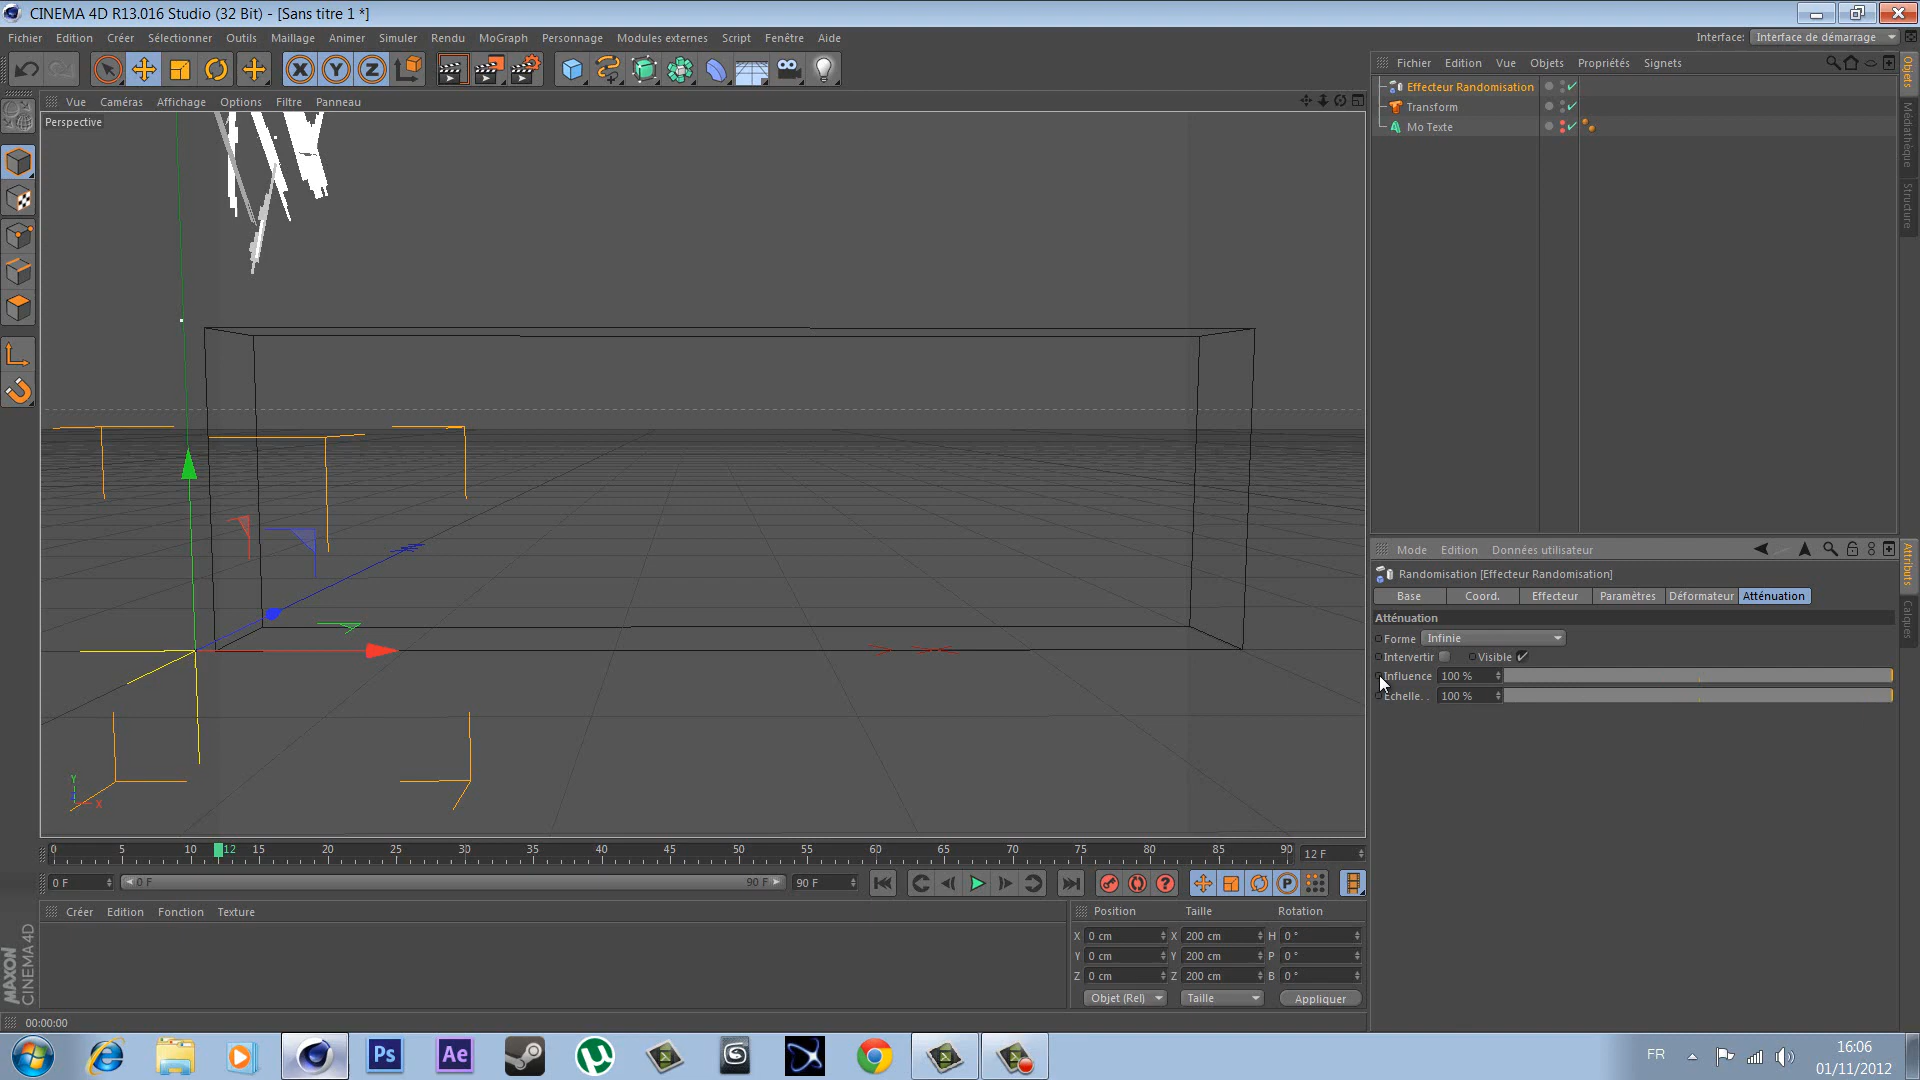 CINEMA 4D R13.016 Studio (32 Bit) - [Sans titre 1 *]
Fichier Edition Créer Sélectionner Outils Maillage Animer Simuler Rendu MoGraph Personnage Modules externes Script Fenêtre Aide Interface: Interface de démarrage
X Y Z
Fichier Edition Vue Objets Propriétés Signets
Objets
Effecteur Randomisation
Transform
Mo Texte
Médiathèque
Structure
Vue Caméras Affichage Options Filtre Panneau
Perspective
Y
X
Mode Edition Données utilisateur
Attributs
Calques
Randomisation [Effecteur Randomisation]
Base Coord. Effecteur Paramètres Déformateur Atténuation
Atténuation
Forme Infinie
Intervertir Visible
Influence 100 %
Echelle. . 100 %
0 5 10 12 15 20 25 30 35 40 45 50 55 60 65 70 75 80 85 90 12 F
0 F 0 F 90 F 90 F
P
Créer Edition Fonction Texture
Position Taille Rotation
X 0 cm X 200 cm H 0 °
Y 0 cm Y 200 cm P 0 °
Z 0 cm Z 200 cm B 0 °
Objet (Rel) Taille Appliquer
MAXON
CINEMA 4D
00:00:00
Ps Ae
FR
16:06
01/11/2012